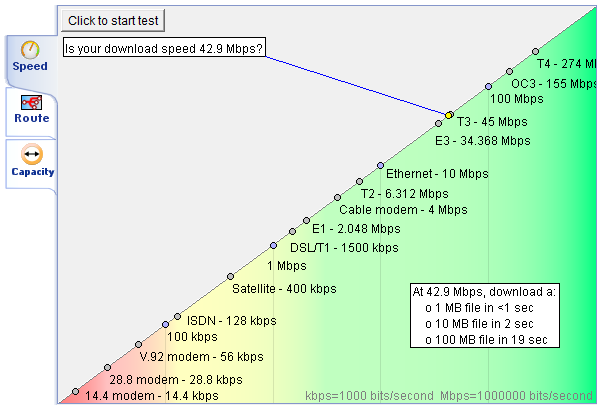 Click to start test
Is your download speed 42.9 Mbps?
Speed
Route
Capacity
T4 - 274 M
OC3 - 155 Mbps
100 Mbps
T3 - 45 Mbps
E3 - 34.368 Mbps
Ethernet - 10 Mbps
T2 - 6.312 Mbps
Cable modem - 4 Mbps
E1 - 2.048 Mbps
DSL/T1 - 1500 kbps
1 Mbps
Satellite - 400 kbps
ISDN - 128 kbps
100 kbps
V.92 modem - 56 kbps
28.8 modem - 28.8 kbps
14.4 modem - 14.4 kbps
At 42.9 Mbps, download a:
o 1 MB file in <1 sec
o 10 MB file in 2 sec
o 100 MB file in 19 sec
kbps=1000 bits/second Mbps=1000000 bits/second